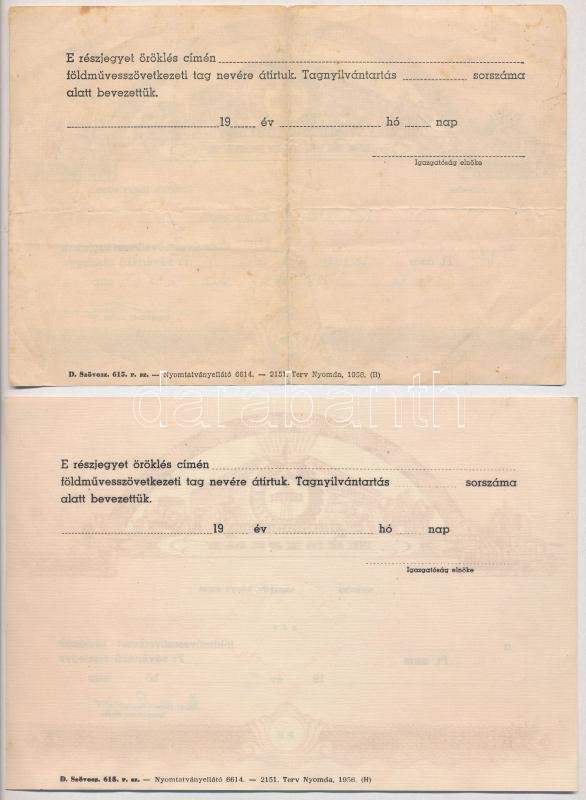 E részjegyet öröklés címén
földművesszövetkezeti tag nevére átírtuk. Tagnyilvántartás sorszáma
alatt bevezettük.
19 év hó nap
Igazgatóság elnöke
D. Szövosz. 615. r. sz. — Nyomtatványellátó 6614. — 2151. Terv Nyomda, 1956. (H)
darabanth
E részjegyet öröklés címén
földművesszövetkezeti tag nevére átírtuk. Tagnyilvántartás sorszáma
alatt bevezettük.
19 év hó nap
Igazgatóság elnöke
D. Szövosz. 615. r. sz. — Nyomtatványellátó 6614. — 2151. Terv Nyomda, 1956. (H)